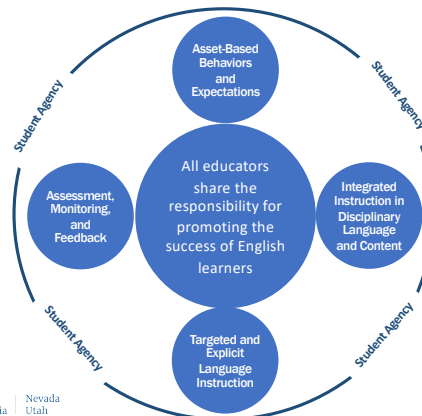 Asset-Based
Behaviors
and
Expectations
Student Agency
Student Agency
All educators
share the
responsibility for
promoting the
success of English
learners
Assessment,
Monitoring,
and
Feedback
Integrated
Instruction in
Disciplinary
Language
and Content
Student Agency
Student Agency
Targeted and
Explicit
Language
Instruction
Nevada
Utah